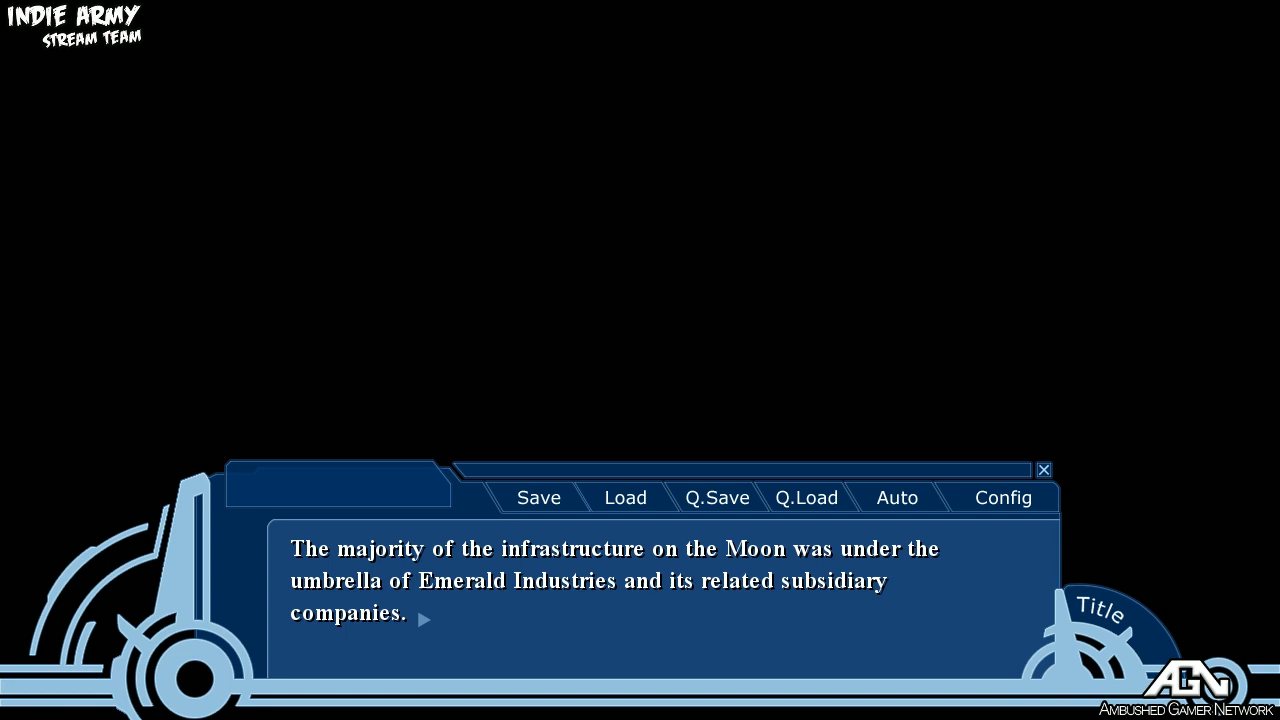 INDIE ARMY
STREAM TEAM
Save Load Q.Save Q.Load Auto Config
The majority of the infrastructure on the Moon was under the
umbrella of Emerald Industries and its related subsidiary
companies.
Title
AGN
AMBUSHED GAMER NETWORK